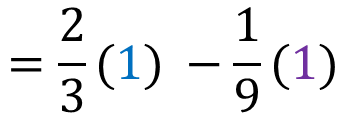 = 2/3 (1) − 1/9 (1)